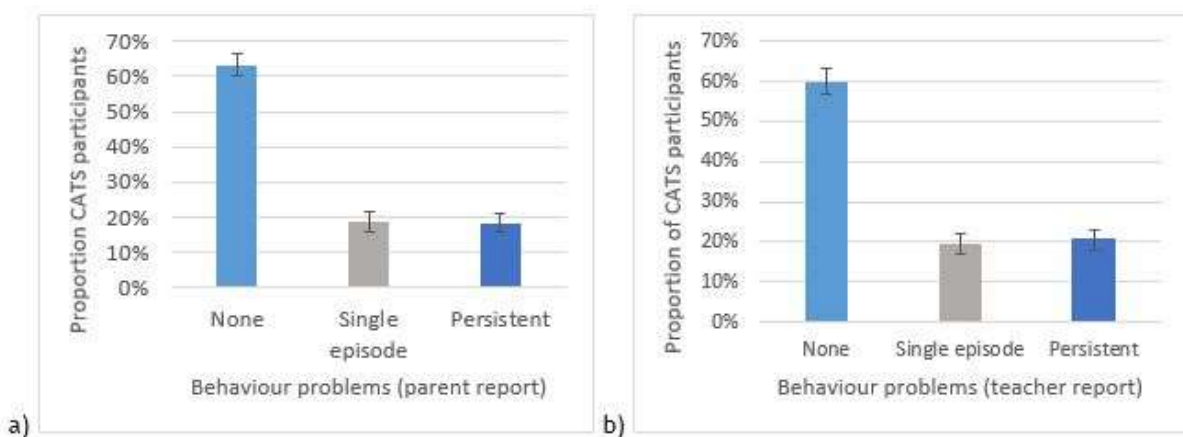 Proportion CATS participants
70%
60%
50%
40%
30%
20%
10%
0%
None
Single
episode
Persistent
Behaviour problems (parent report)
a)
Proportion of CATS participants
70%
60%
50%
40%
30%
20%
10%
0%
None
Single episode
Persistent
Behaviour problems (teacher report)
b)